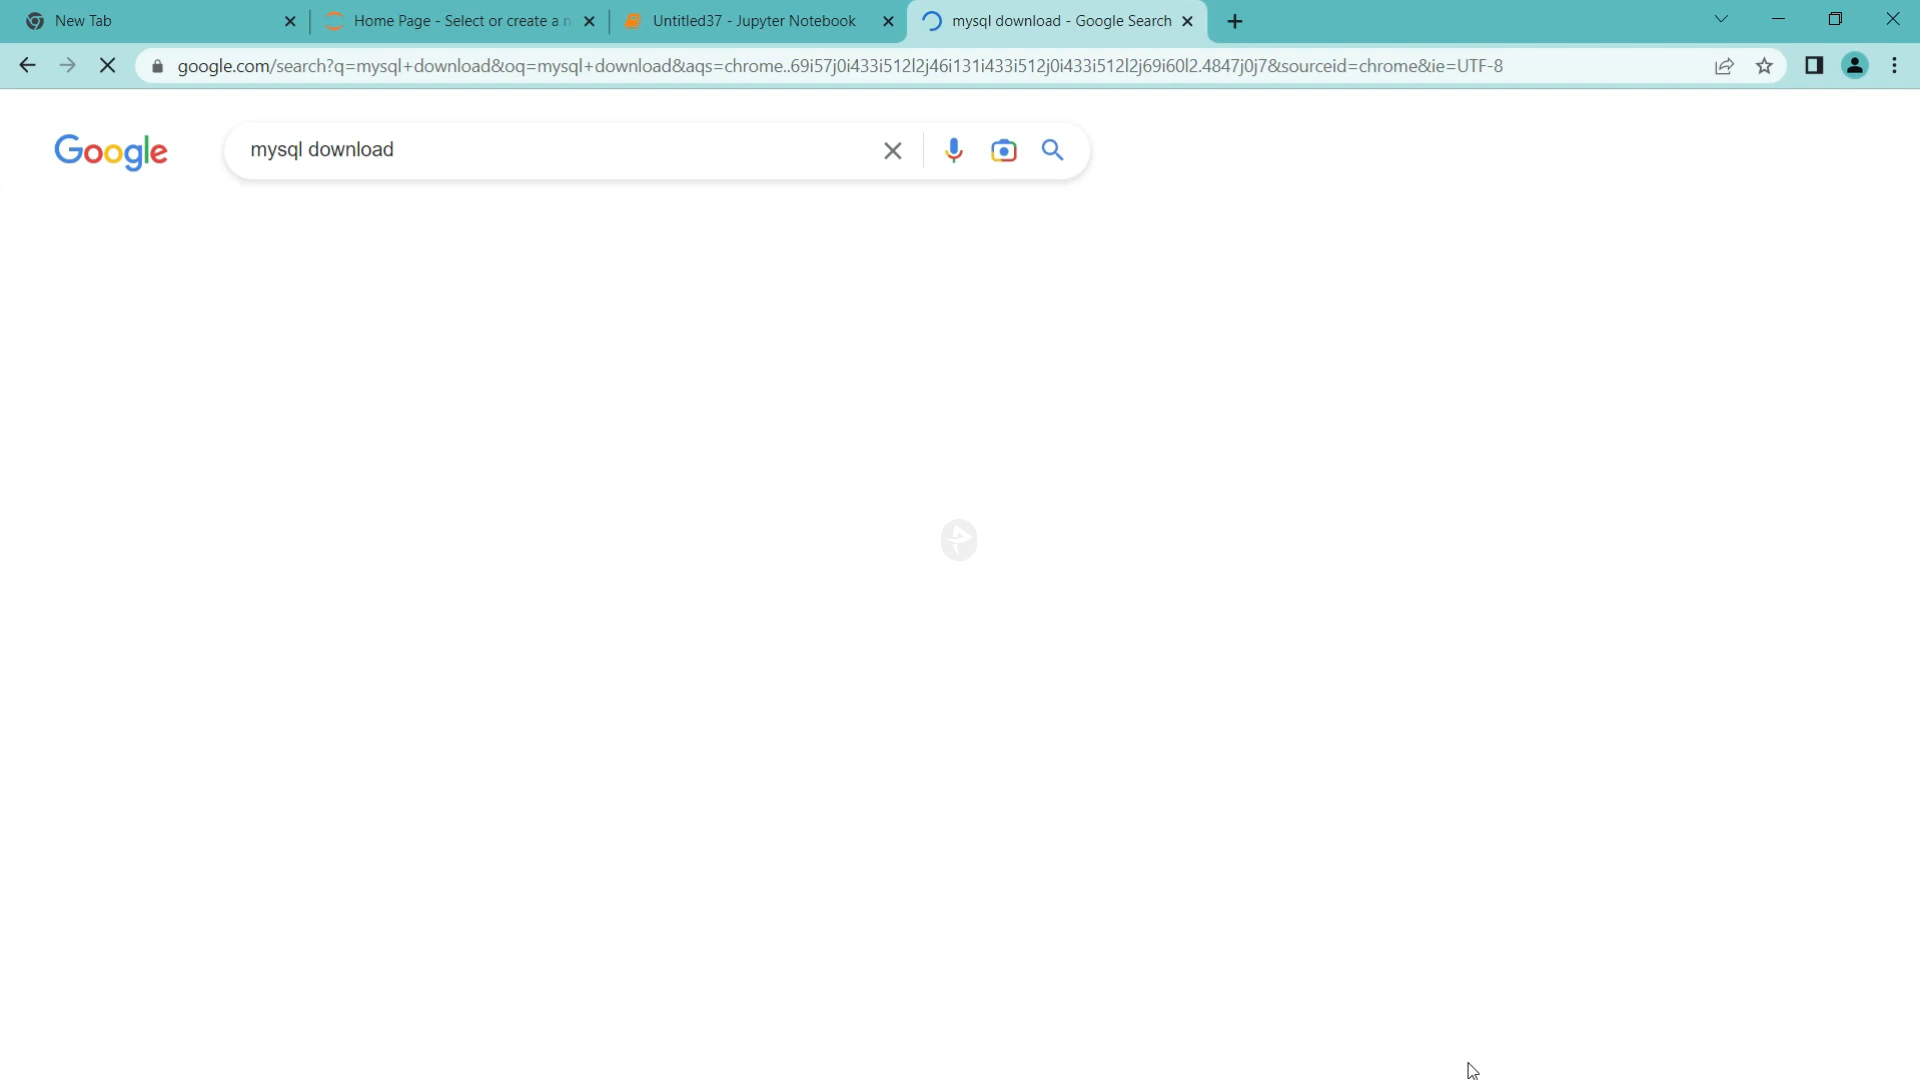 New Tab
Home Page - Select or create a n
Untitled37 - Jupyter Notebook
mysql download - Google Search
google.com/search?q=mysql+download&oq=mysql+download&aqs=chrome..69i57j0i433i512l2j46i131i433i512j0i433i512l2j69i60l2.4847j0j7&sourceid=chrome&ie=UTF-8
Google
mysql download